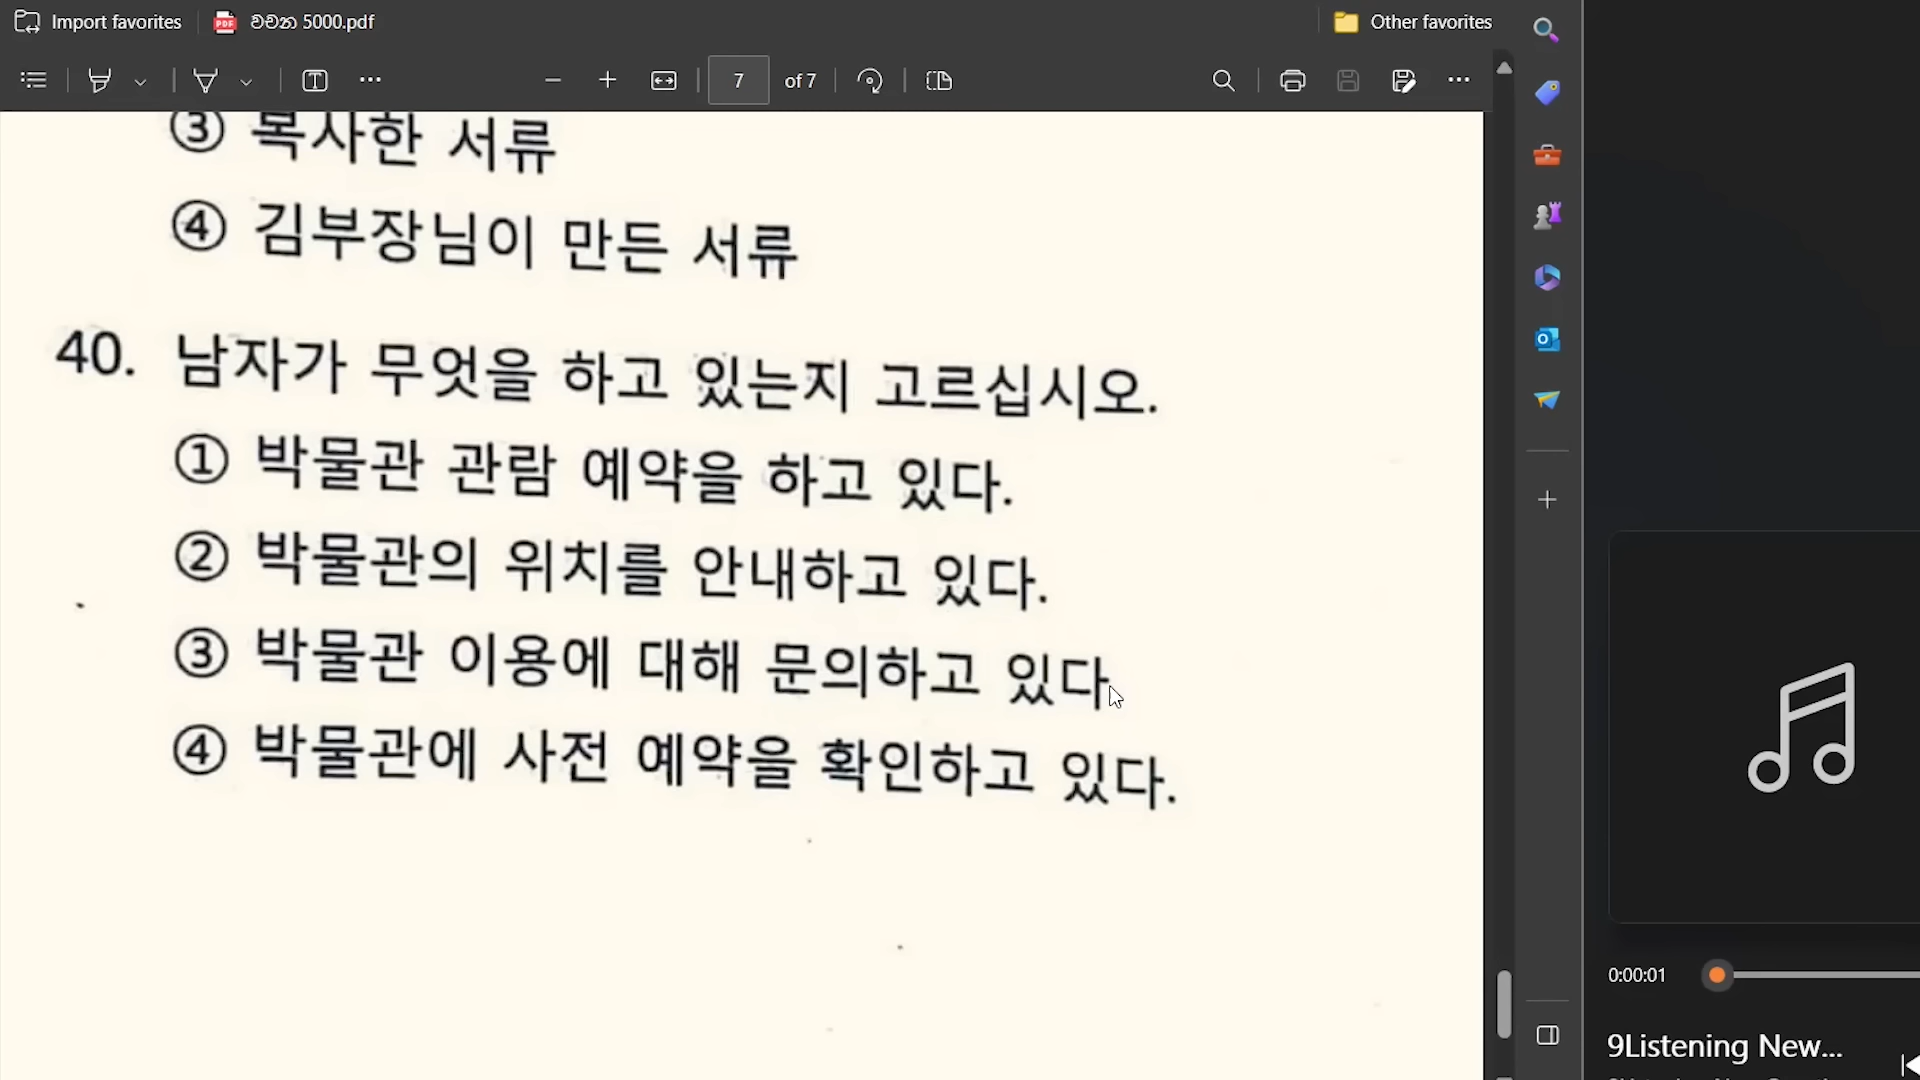 Import favorites
වචන 5000.pdf
Other favorites
7 of 7
③ 복사한 서류
④ 김부장님이 만든 서류
40. 남자가 무엇을 하고 있는지 고르십시오.
① 박물관 관람 예약을 하고 있다.
② 박물관의 위치를 안내하고 있다.
③ 박물관 이용에 대해 문의하고 있다.
④ 박물관에 사전 예약을 확인하고 있다.
0:00:01
9Listening New...